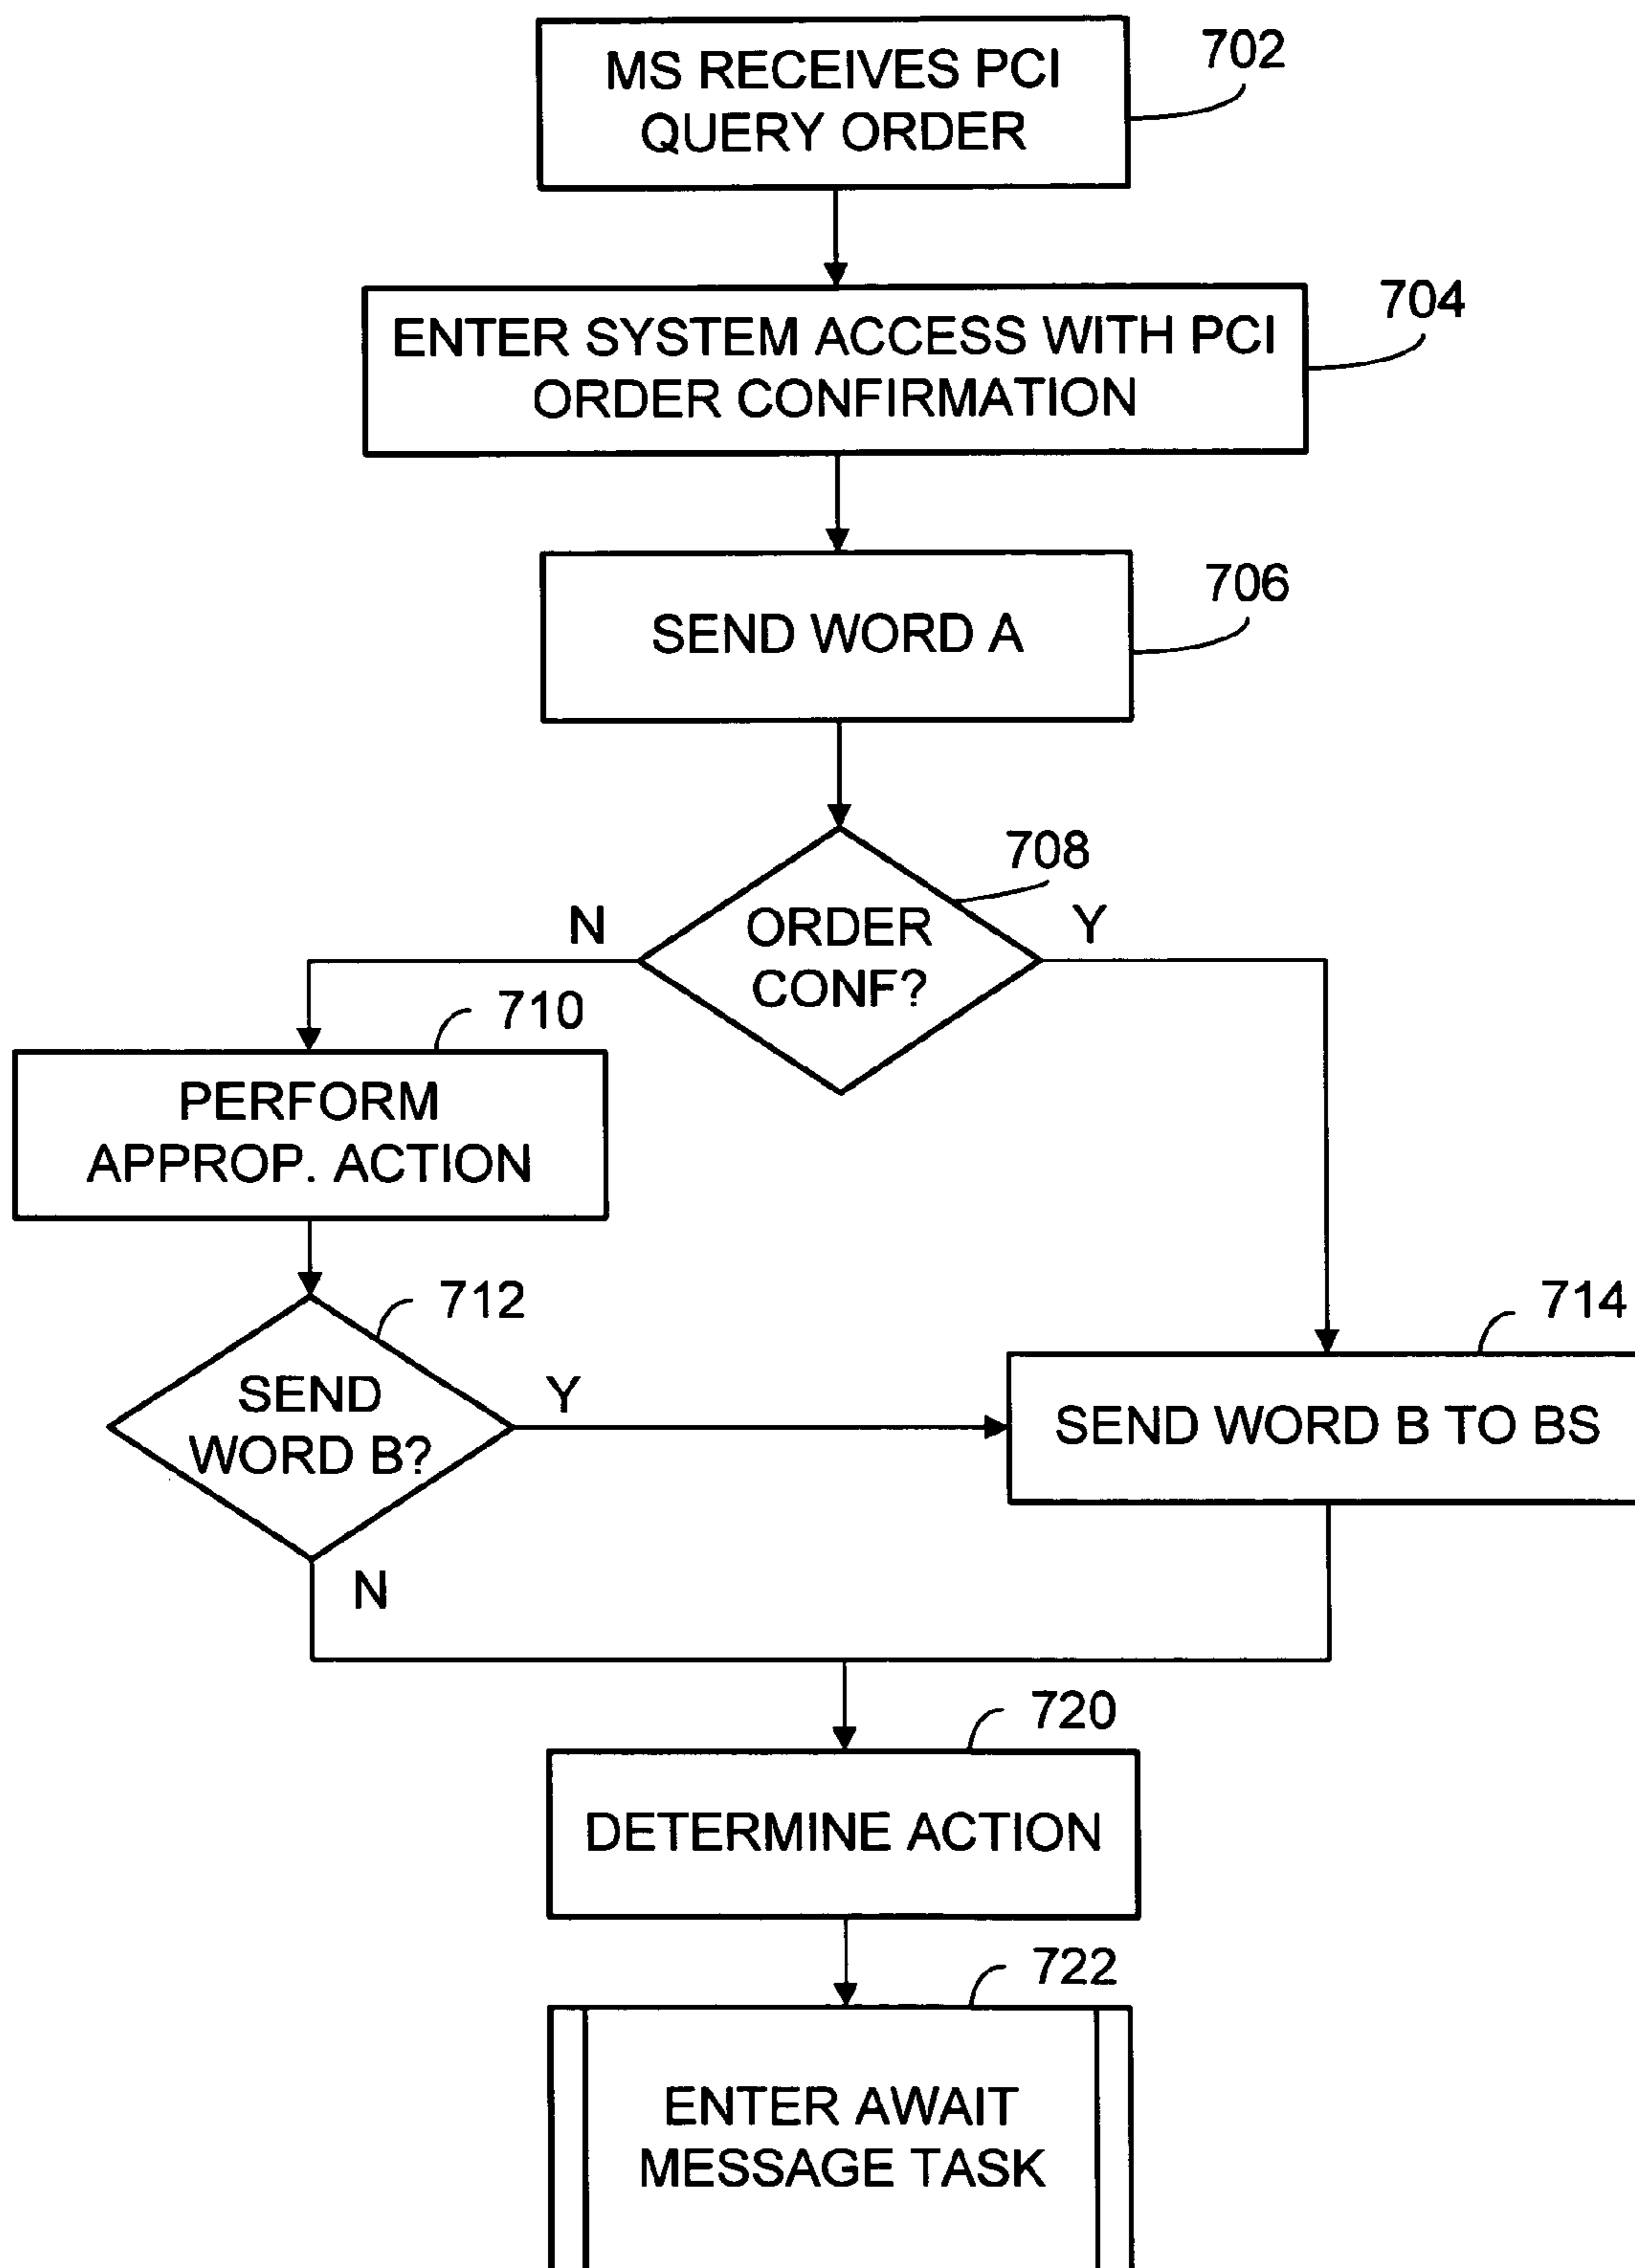 MS RECEIVES PCI
QUERY ORDER
702
ENTER SYSTEM ACCESS WITH PCI
ORDER CONFIRMATION
704
SEND WORD A
706
708
N
ORDER
CONF?
Y
710
PERFORM
APPROP. ACTION
712
SEND
WORD B?
Y
N
714
SEND WORD B TO BS
720
DETERMINE ACTION
722
ENTER AWAIT
MESSAGE TASK